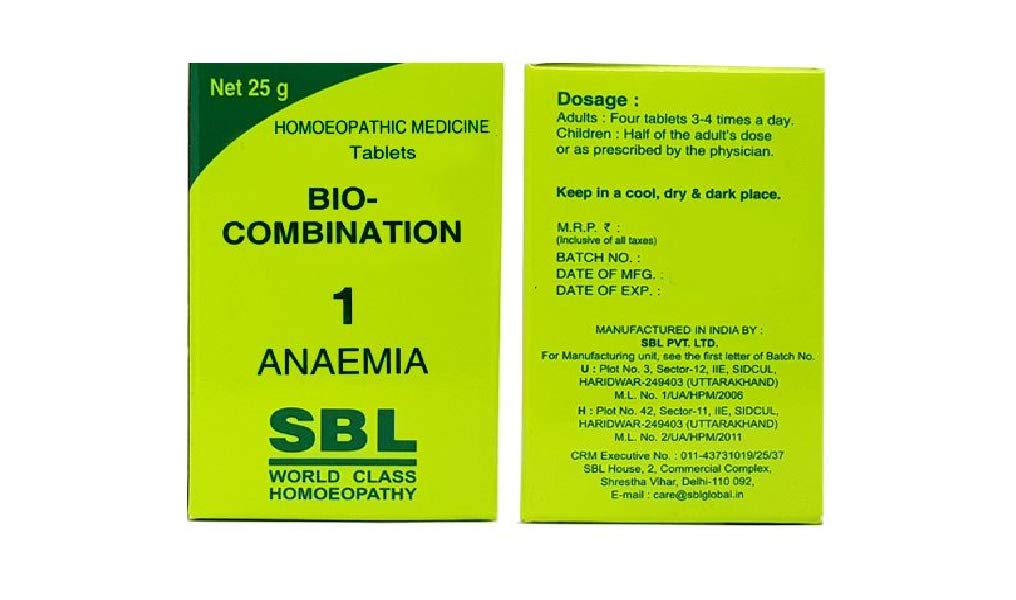 Net 25 g
HOMOEOPATHIC MEDICINE
Tablets
BIO-
COMBINATION
1
ANAEMIA
SBL
WORLD CLASS
HOMOEOPATHY
Dosage :
Adults : Four tablets 3-4 times a day.
Children : Half of the adult's dose
or as prescribed by the physician.
Keep in a cool, dry & dark place.
M.R.P. ₹ :
(Inclusive of all taxes)
BATCH NO. :
DATE OF MFG. :
DATE OF EXP. :
MANUFACTURED IN INDIA BY :
SBL PVT. LTD.
For Manufacturing unit, see the first letter of Batch No.
U : Plot No. 3, Sector-12, IIE, SIDCUL,
HARIDWAR-249403 (UTTARAKHAND)
M.L. No. 1/UA/HPM/2006
H : Plot No. 42, Sector-11, IIE, SIDCUL,
HARIDWAR-249403 (UTTARAKHAND)
M.L. No. 2/UA/HPM/2011
CRM Executive No. : 011-43731019/25/37
SBL House, 2, Commercial Complex,
Shrestha Vihar, Delhi-110 092,
E-mail : care@sblglobal.in